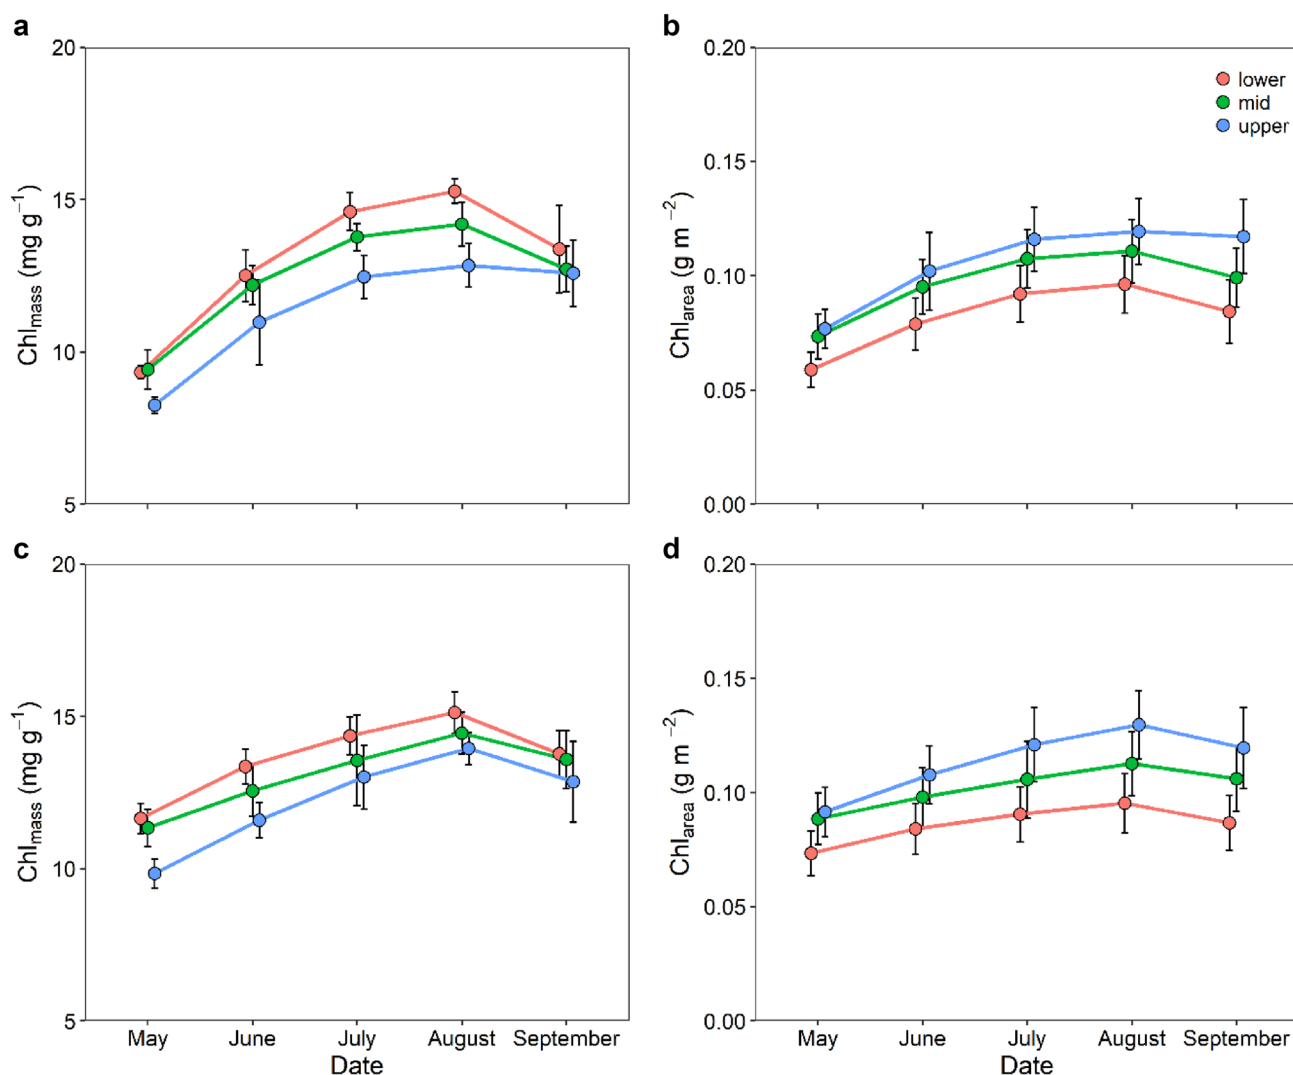 a
b
20
15
10
5
Chlmass (mg g−1)
0.20
0.15
0.10
0.05
0.00
Chlarea (g m −2)
lower
mid
upper
c
d
20
15
10
5
Chlmass (mg g−1)
May June July August September
Date
0.20
0.15
0.10
0.05
0.00
Chlarea (g m −2)
May June July August September
Date